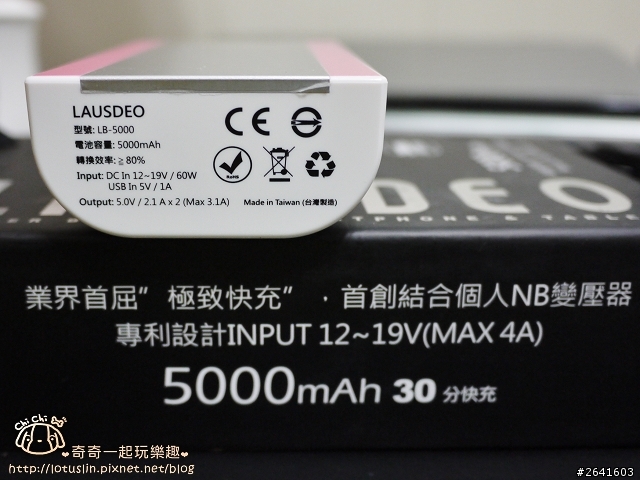 LAUSDEO
型號: LB-5000
電池容量: 5000mAh
轉換效率: ≧ 80%
Input: DC In 12~19V / 60W
USB In 5V / 1A
Output: 5.0V / 2.1 A x 2 (Max 3.1A)
CE
RoHS
Made in Taiwan (台灣製造)
DEO
業界首屈”極致快充”，首創結合個人NB變壓器
專利設計INPUT 12~19V(MAX 4A)
5000mAh 30 分快充
Chi Chi
奇奇一起玩樂趣
http://lotuslin.pixnet.net/blog
#2641603